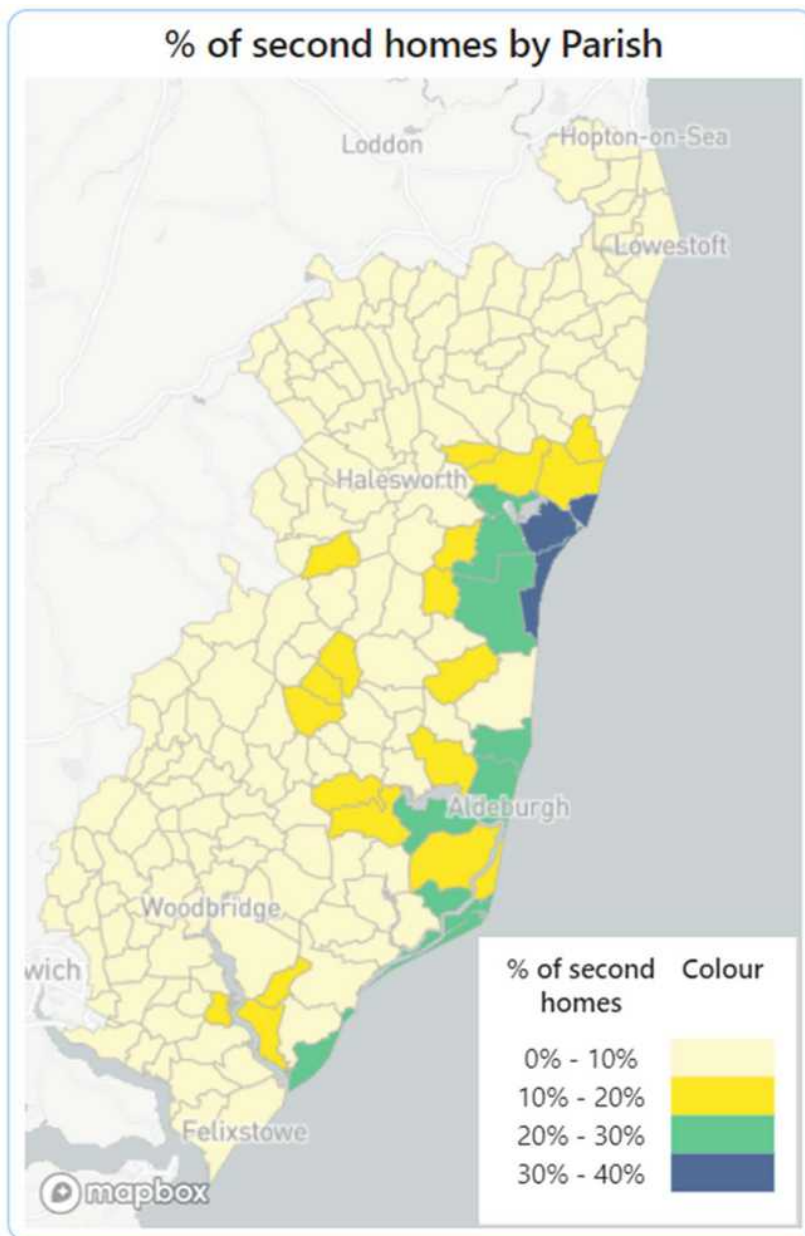 % of second homes by Parish
Loddon
Hopton-on-Sea
Lowestoft
Halesworth
Aldeburgh
Woodbridge
wich
Felixstowe
% of second homes Colour
0% - 10%
10% - 20%
20% - 30%
30% - 40%
mapbox